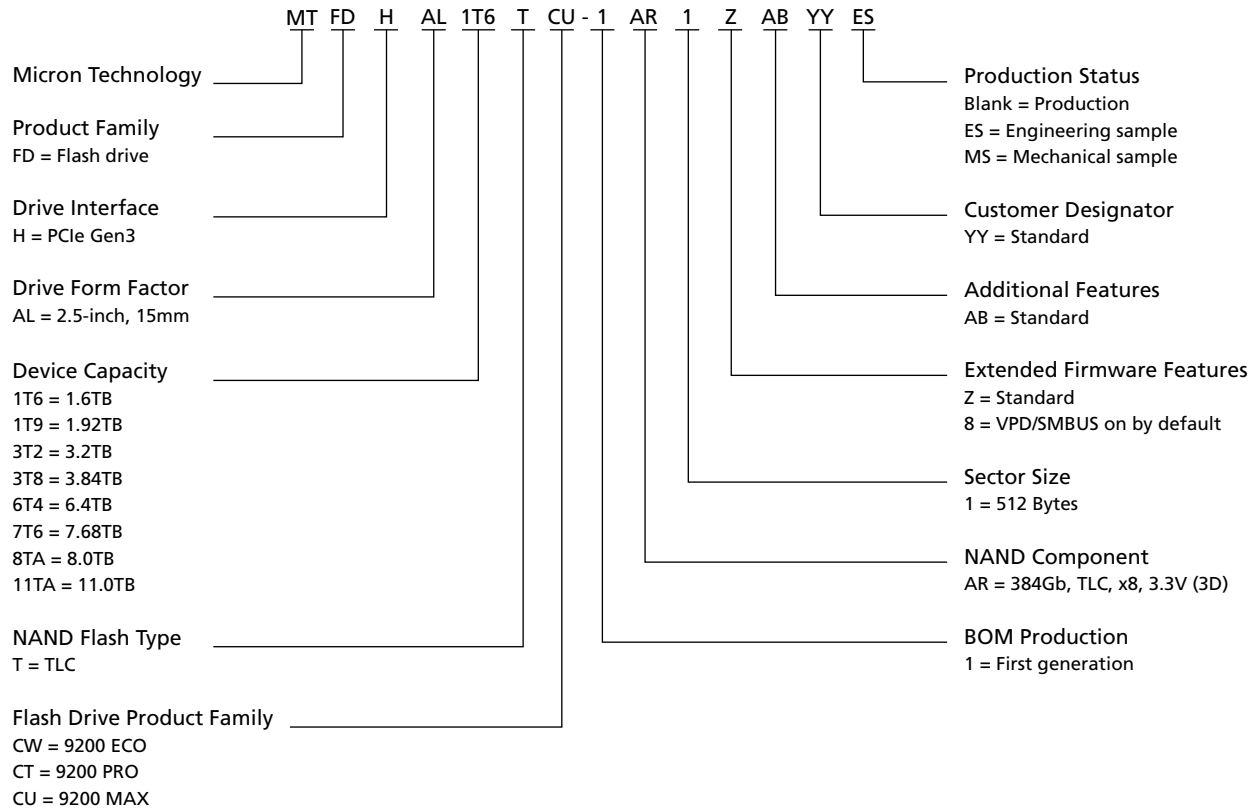 MT FD H AL 1T6 T CU - 1 AR 1 Z AB YY ES
Micron Technology
Product Family
FD = Flash drive
Drive Interface
H = PCIe Gen3
Drive Form Factor
AL = 2.5-inch, 15mm
Device Capacity
1T6 = 1.6TB
1T9 = 1.92TB
3T2 = 3.2TB
3T8 = 3.84TB
6T4 = 6.4TB
7T6 = 7.68TB
8TA = 8.0TB
11TA = 11.0TB
NAND Flash Type
T = TLC
Flash Drive Product Family
CW = 9200 ECO
CT = 9200 PRO
CU = 9200 MAX
Production Status
Blank = Production
ES = Engineering sample
MS = Mechanical sample
Customer Designator
YY = Standard
Additional Features
AB = Standard
Extended Firmware Features
Z = Standard
8 = VPD/SMBUS on by default
Sector Size
1 = 512 Bytes
NAND Component
AR = 384Gb, TLC, x8, 3.3V (3D)
BOM Production
1 = First generation